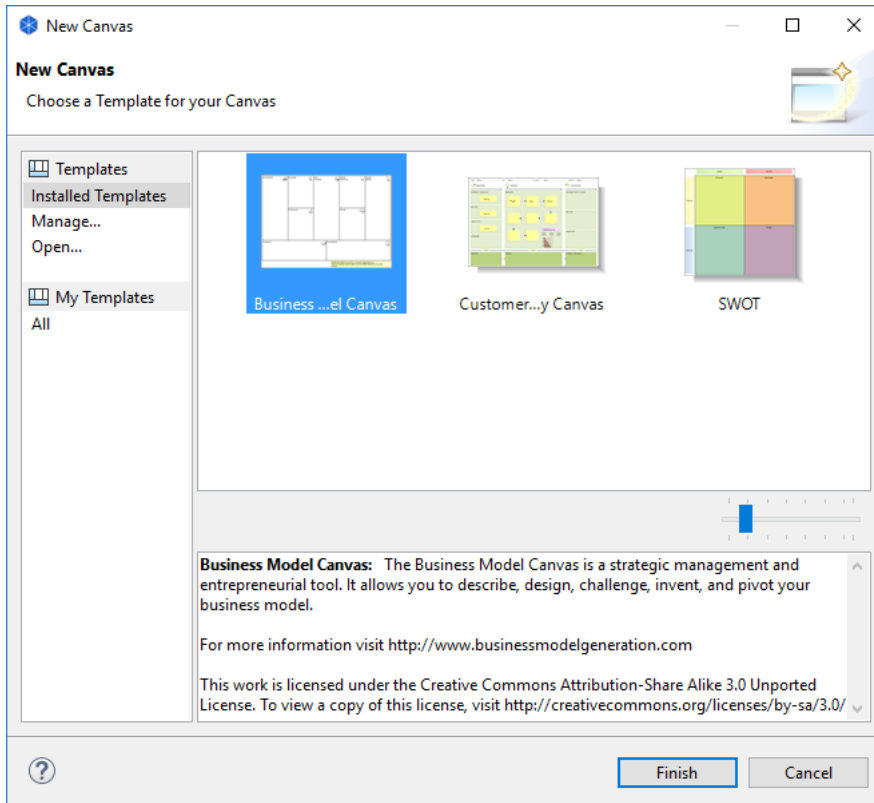 New Canvas
New Canvas
Choose a Template for your Canvas
Templates
Installed Templates
Manage...
Open...
My Templates
All
Business ...el Canvas
Customer...y Canvas
SWOT
Business Model Canvas: The Business Model Canvas is a strategic management and
entrepreneurial tool. It allows you to describe, design, challenge, invent, and pivot your
business model.
For more information visit http://www.businessmodelgeneration.com
This work is licensed under the Creative Commons Attribution-Share Alike 3.0 Unported
License. To view a copy of this license, visit http://creativecommons.org/licenses/by-sa/3.0/
?
Finish
Cancel